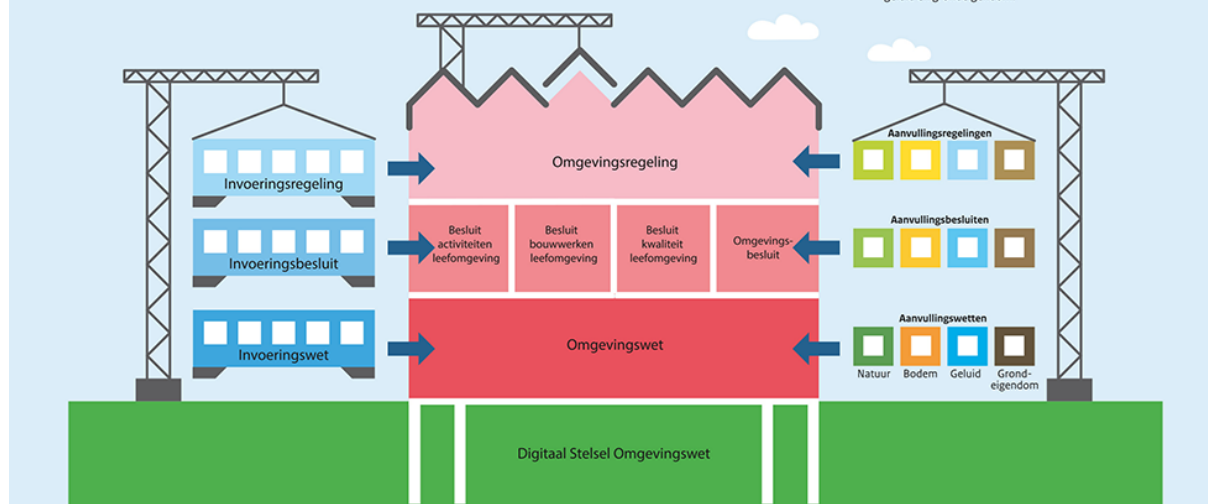 Aanvullingsregelingen
Omgevingsregeling
Invoeringsregeling
Besluit
activiteiten
leefomgeving
Besluit
bouwwerken
leefomgeving
Besluit
kwaliteit
leefomgeving
Omgevings-
besluit
Aanvullingsbesluiten
Invoeringsbesluit
Aanvullingswetten
Omgevingswet
Invoeringswet
Natuur
Bodem
Geluid
Grond-
eigendom
Digitaal Stelsel Omgevingswet